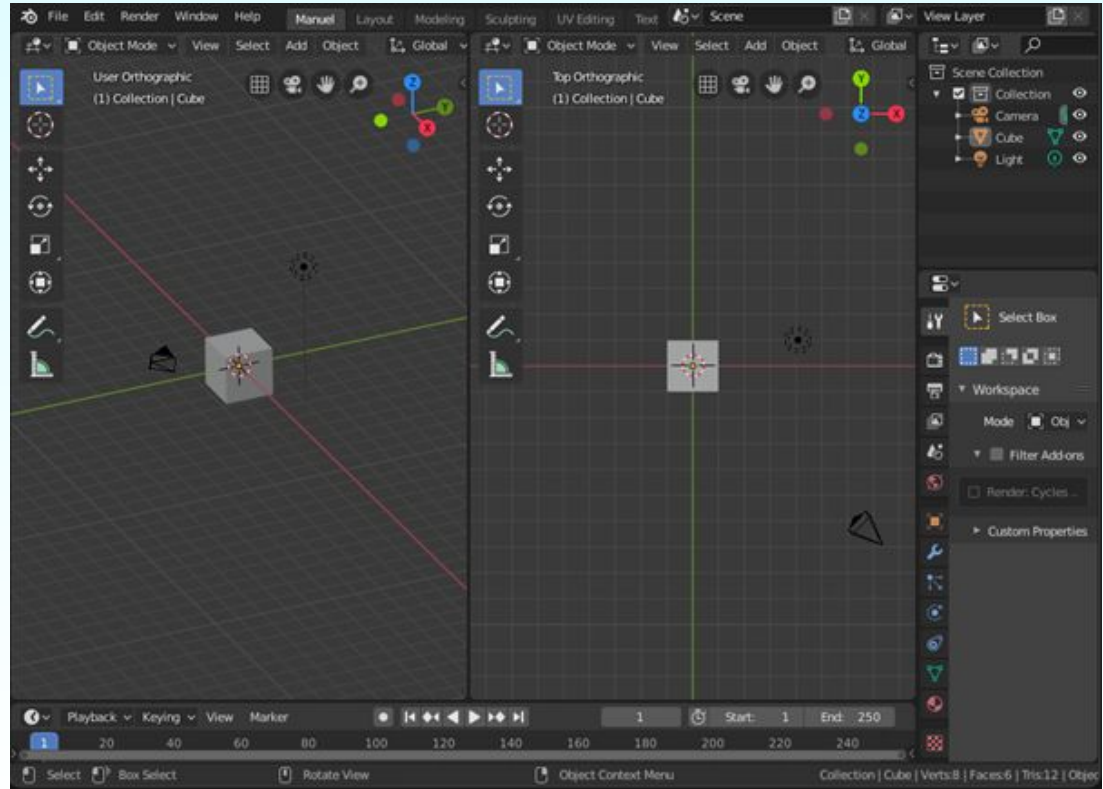 File Edit Render Window Help Manuel Layout Modeling Sculpting UV Editing Text Scene View Layer
Object Mode View Select Add Object Global Object Mode View Select Add Object Global
User Orthographic
(1) Collection | Cube
Z
Y
X
Top Orthographic
(1) Collection | Cube
Y
Z
X
Scene Collection
Collection
Camera
Cube
Light
Select Box
Workspace
Mode Obj
Filter Add-ons
Render: Cycles ..
Custom Properties
Playback Keying View Marker 1 Start: 1 End: 250
1 20 40 60 80 100 120 140 160 180 200 220 240
Select Box Select Rotate View Object Context Menu Collection | Cube | Verts:8 | Faces:6 | Tris:12 | Objec